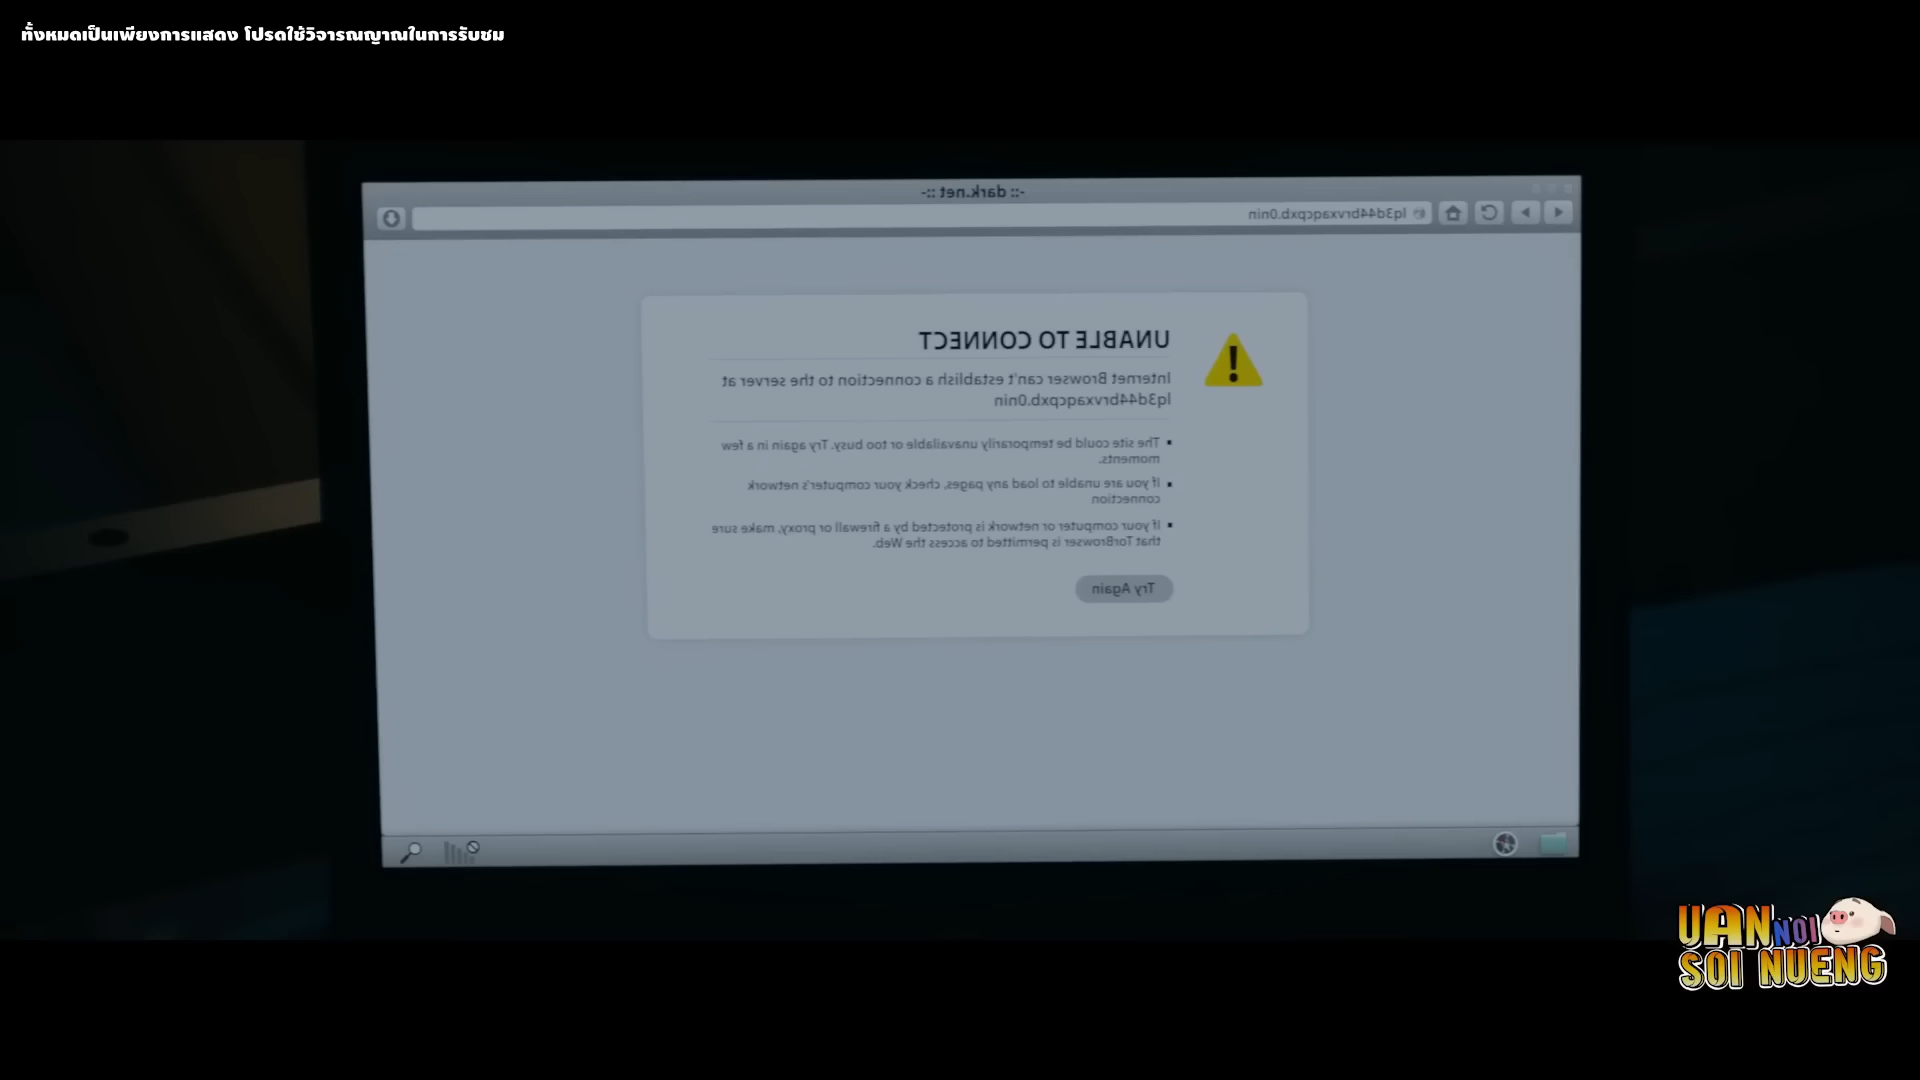 ทั้งหมดเป็นเพียงการแสดง โปรดใช้วิจารณญาณในการรับชม
-:: dark.net ::-
lq3d44brvxaqcpxb.0nin
UNABLE TO CONNECT
Internet Browser can't establish a connection to the server at
lq3d44brvxaqcpxb.0nin
▪ The site could be temporarily unavailable or too busy. Try again in a few
moments.
▪ If you are unable to load any pages, check your computer's network
connection
▪ If your computer or network is protected by a firewall or proxy, make sure
that TorBrowser is permitted to access the Web.
Try Again
UAN NOI
SOI NUENG